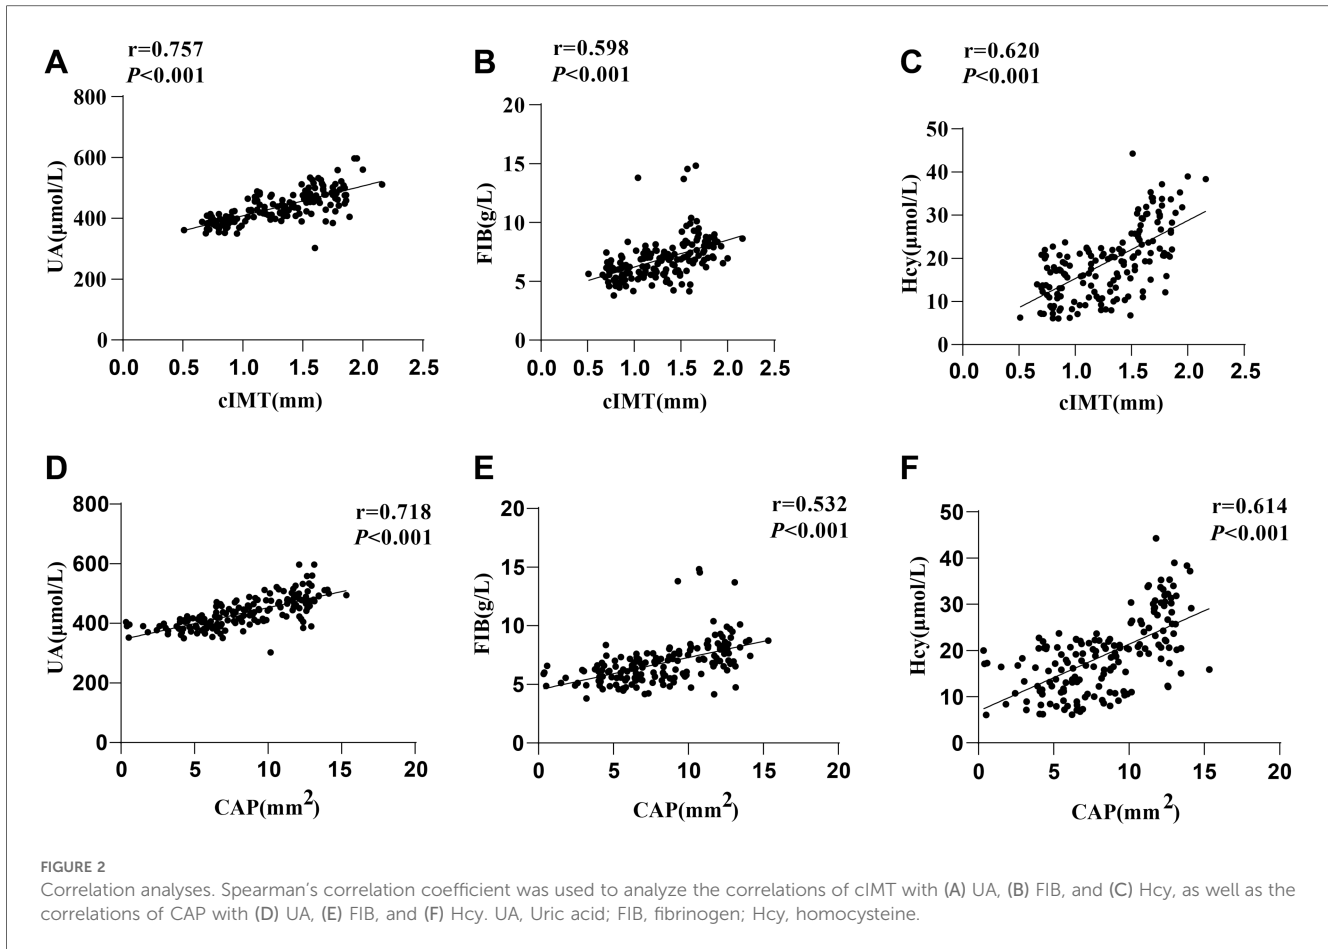 A
r=0.757
P<0.001
800
600
400
200
0
UA(μmol/L)
0.0 0.5 1.0 1.5 2.0 2.5
cIMT(mm)
B
r=0.598
P<0.001
20
15
10
5
0
FIB(g/L)
0.0 0.5 1.0 1.5 2.0 2.5
cIMT(mm)
C
r=0.620
P<0.001
50
40
30
20
10
0
Hcy(μmol/L)
0.0 0.5 1.0 1.5 2.0 2.5
cIMT(mm)
D
r=0.718
P<0.001
800
600
400
200
0
UA(μmol/L)
0 5 10 15 20
CAP(mm²)
E
r=0.532
P<0.001
20
15
10
5
0
FIB(g/L)
0 5 10 15 20
CAP(mm²)
F
r=0.614
P<0.001
50
40
30
20
10
0
Hcy(μmol/L)
0 5 10 15 20
CAP(mm²)
FIGURE 2
Correlation analyses. Spearman’s correlation coefficient was used to analyze the correlations of cIMT with (A) UA, (B) FIB, and (C) Hcy, as well as the
correlations of CAP with (D) UA, (E) FIB, and (F) Hcy. UA, Uric acid; FIB, fibrinogen; Hcy, homocysteine.